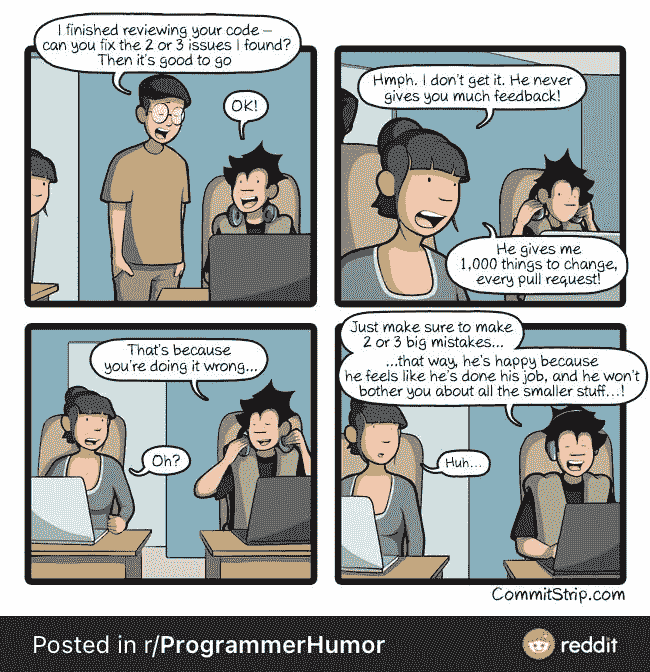 I finished reviewing your code –
can you fix the 2 or 3 issues I found?
Then it's good to go
OK!
Hmph. I don't get it. He never
gives you much feedback!
He gives me
1,000 things to change,
every pull request!
That's because
you're doing it wrong...
Oh?
Just make sure to make
2 or 3 big mistakes...
...that way, he's happy because
he feels like he's done his job, and he won't
bother you about all the smaller stuff...!
Huh...
CommitStrip.com
Posted in r/ProgrammerHumor
reddit